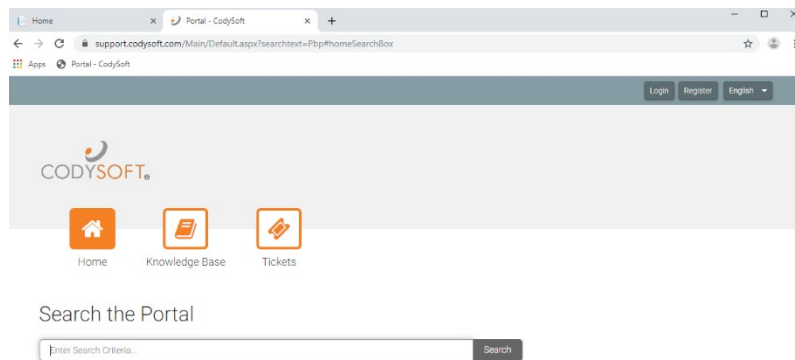 Home
Portal - CodySoft
support.codysoft.com/Main/Default.aspx?searchtext=Pbp#homeSearchBox
Apps Portal - CodySoft
Login Register English
CODYSOFT®
Home Knowledge Base Tickets
Search the Portal
Enter Search Criteria... Search